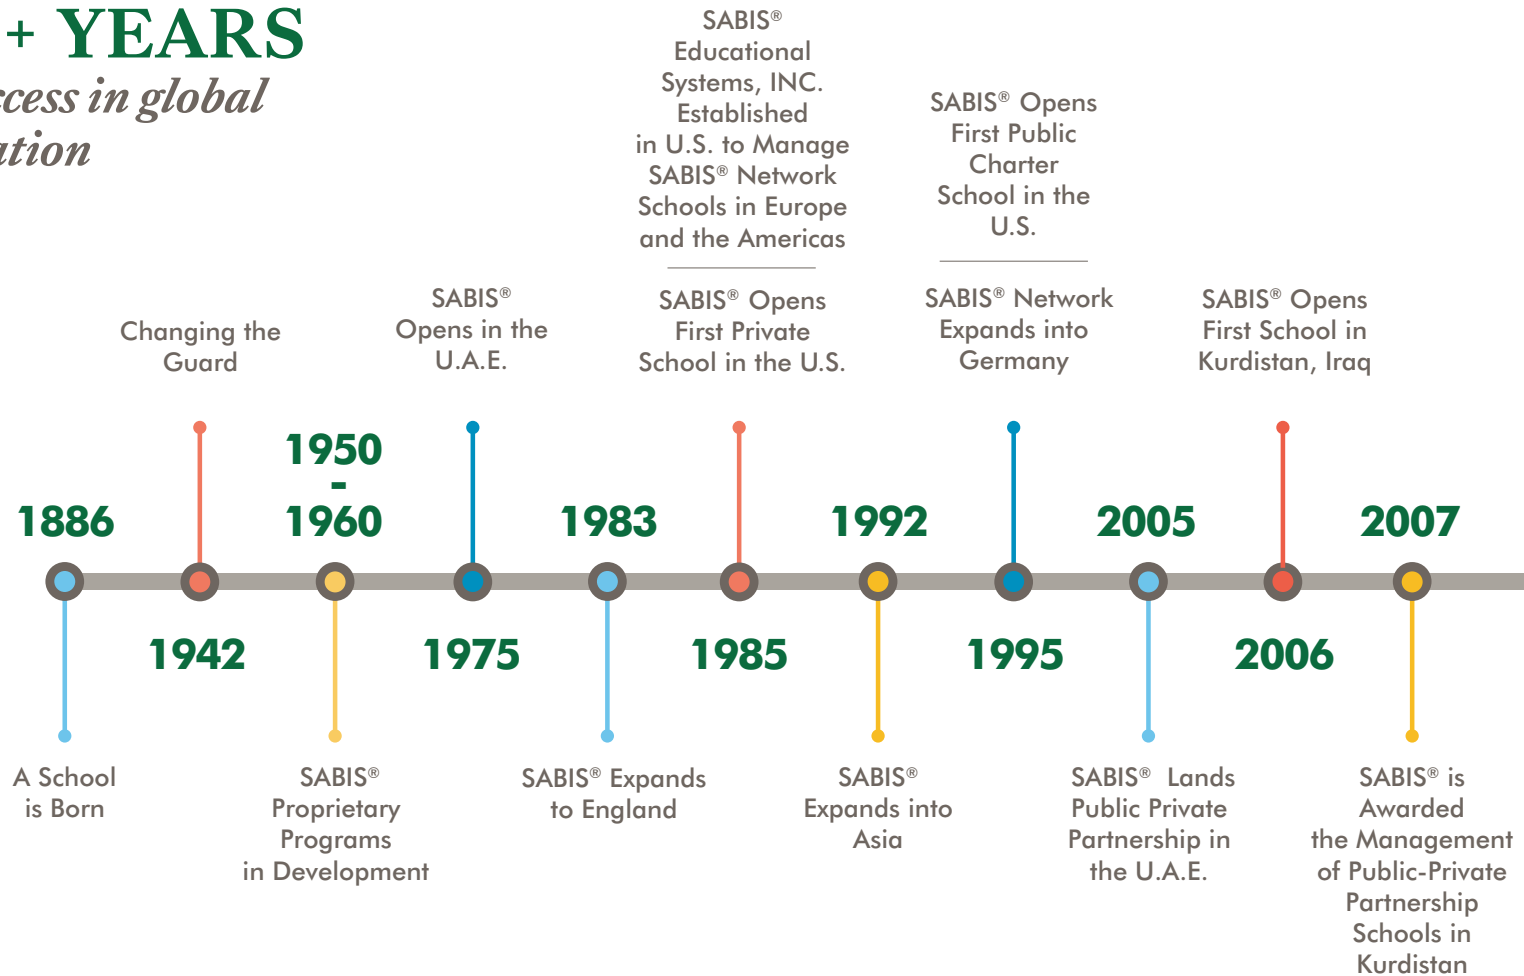 + YEARS
ccess in global
ation
SABIS®
Educational
Systems, INC.
Established
in U.S. to Manage
SABIS® Network
Schools in Europe
and the Americas
SABIS® Opens
First Private
School in the U.S.
SABIS® Opens
First Public
Charter
School in the
U.S.
SABIS® Network
Expands into
Germany
Changing the
Guard
SABIS®
Opens in the
U.A.E.
SABIS® Opens
First School in
Kurdistan, Iraq
1886
1950
-
1960
1983
1992
2005
2007
1942
1975
1985
1995
2006
A School
is Born
SABIS®
Proprietary
Programs
in Development
SABIS® Expands
to England
SABIS®
Expands into
Asia
SABIS® Lands
Public Private
Partnership in
the U.A.E.
SABIS® is
Awarded
the Management
of Public-Private
Partnership
Schools in
Kurdistan